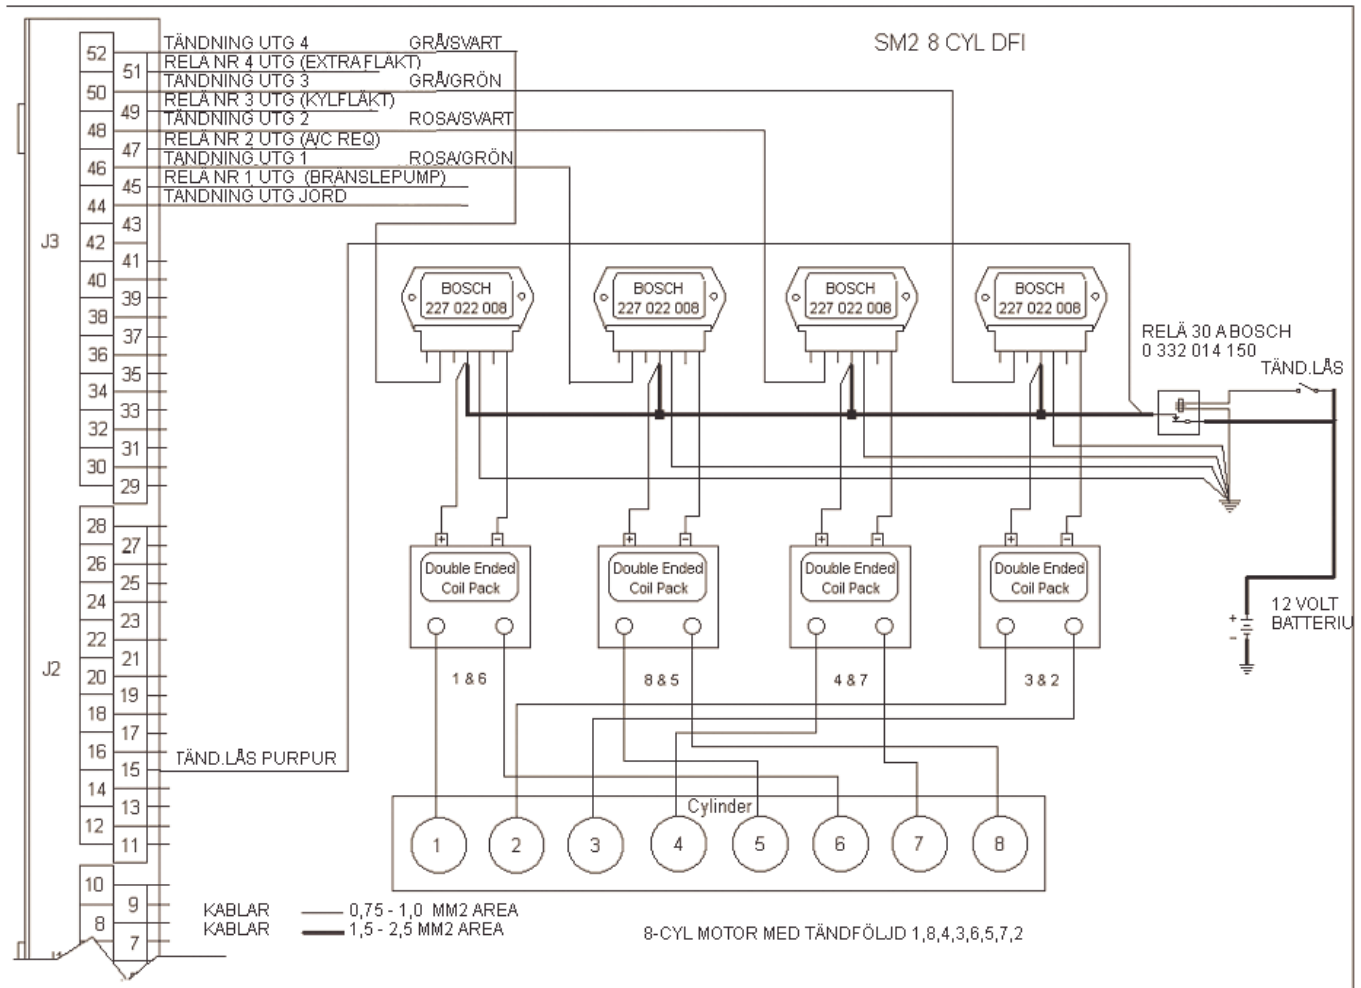 SM2 8 CYL DFI
52 TÄNDNING UTG 4 GRÅ/SVART
51 RELÄ NR 4 UTG (EXTRA FLÄKT)
50 TÄNDNING UTG 3 GRÅ/GRÖN
49 RELÄ NR 3 UTG (KYLFLÄKT)
48 TÄNDNING UTG 2 ROSA/SVART
47 RELÄ NR 2 UTG (A/C REQ)
46 TÄNDNING UTG 1 ROSA/GRÖN
45 RELÄ NR 1 UTG (BRÄNSLEPUMP)
44 TÄNDNING UTG JORD
43
J3
42
41
40
39
38
37
36
35
34
33
32
31
30
29
BOSCH
227 022 008
BOSCH
227 022 008
BOSCH
227 022 008
BOSCH
227 022 008
RELÄ 30 A BOSCH
0 332 014 150
TÄND.LÅS
28
27
26
25
24
23
22
21
J2
20
19
18
17
16
15 TÄND.LÅS PURPUR
14
13
12
11
10
9
8
7
+ -
Double Ended
Coil Pack
+ -
Double Ended
Coil Pack
+ -
Double Ended
Coil Pack
+ -
Double Ended
Coil Pack
1 & 6
8 & 5
4 & 7
3 & 2
12 VOLT
BATTERIU
+
-
Cylinder
1 2 3 4 5 6 7 8
KABLAR 0,75 - 1,0 MM2 AREA
KABLAR 1,5 - 2,5 MM2 AREA
8-CYL MOTOR MED TÄNDFÖLJD 1,8,4,3,6,5,7,2